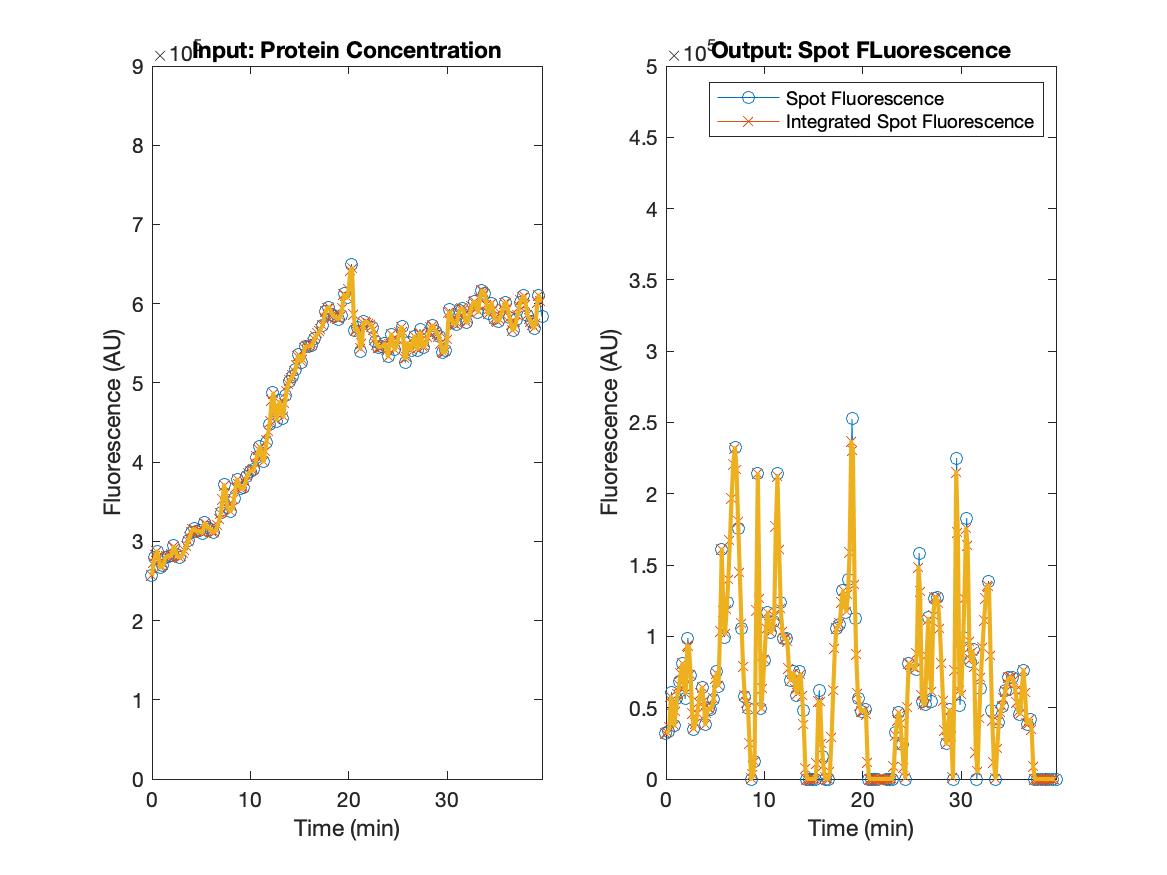 ×10⁵ Input: Protein Concentration
9
8
7
6
5
4
3
2
1
0
Fluorescence (AU)
0 10 20 30
Time (min)
×10⁵ Output: Spot FLuorescence
Spot Fluorescence
Integrated Spot Fluorescence
5
4.5
4
3.5
3
2.5
2
1.5
1
0.5
0
Fluorescence (AU)
0 10 20 30
Time (min)